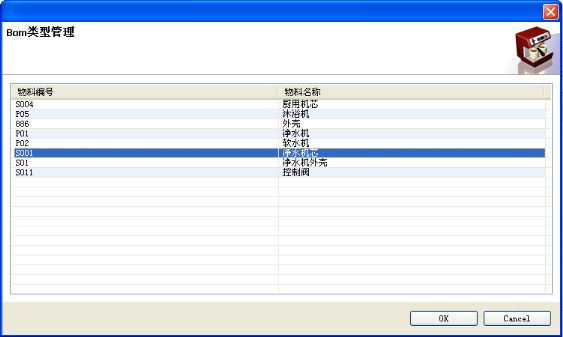 Bom类型管理
物料编号 物料名称
S004 厨用机芯
P05 沐浴机
886 外壳
P01 净水机
P02 软水机
S001 净水机芯
S01 净水机外壳
S011 控制阀
OK Cancel